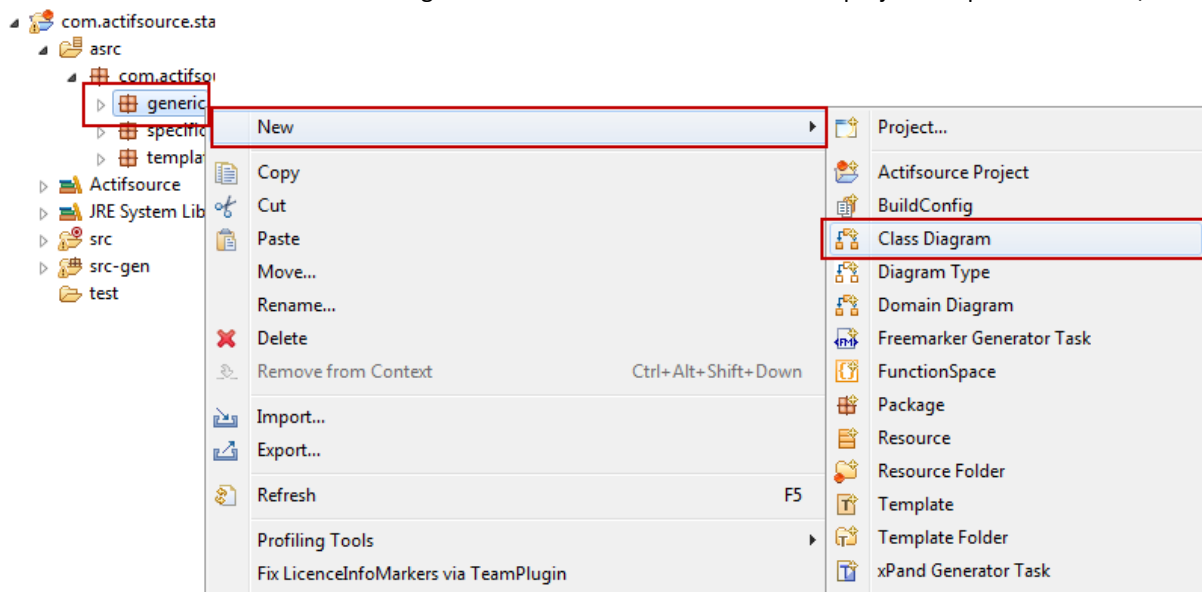 com.actifsource.sta
asrc
com.actifsou
generic
specific
templa
Actifsource
JRE System Lib
src
src-gen
test
New
Copy
Cut
Paste
Move...
Rename...
Delete
Remove from Context Ctrl+Alt+Shift+Down
Import...
Export...
Refresh F5
Profiling Tools
Fix LicenceInfoMarkers via TeamPlugin
Project...
Actifsource Project
BuildConfig
Class Diagram
Diagram Type
Domain Diagram
Freemarker Generator Task
FunctionSpace
Package
Resource
Resource Folder
Template
Template Folder
xPand Generator Task